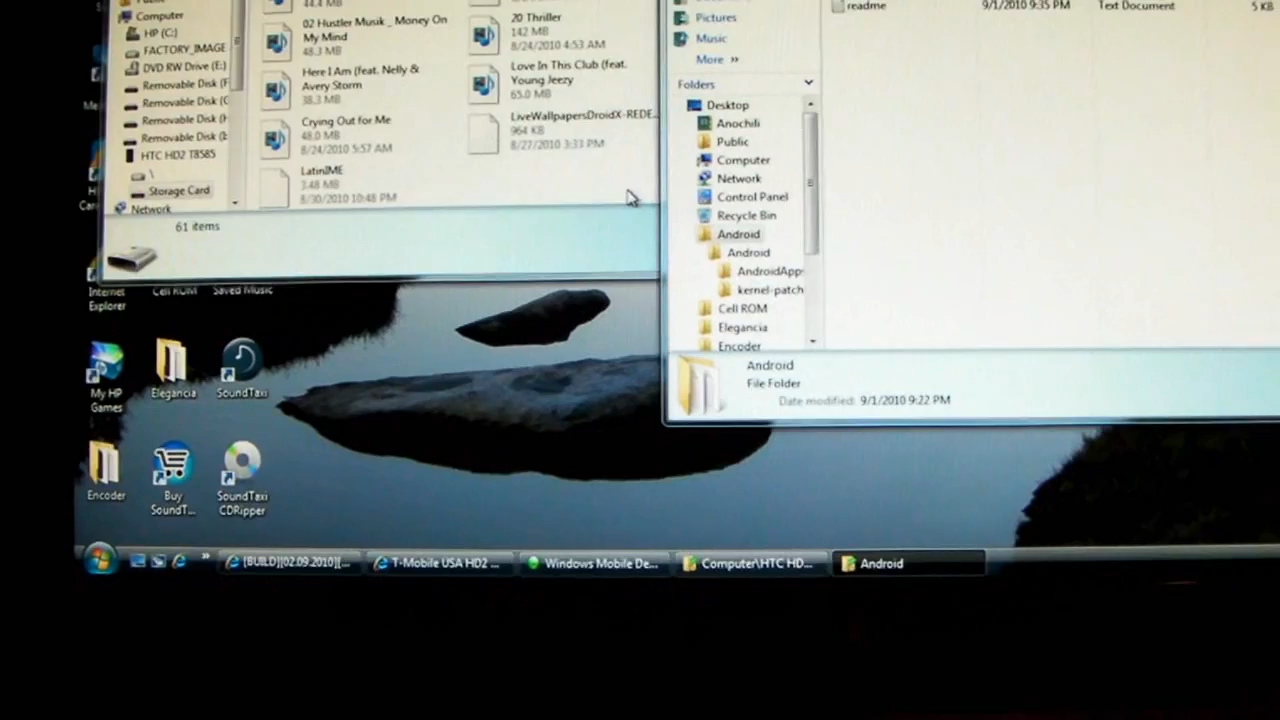 Computer
HP (C:)
FACTORY_IMAGE
DVD RW Drive (E:)
Removable Disk (F
Removable Disk (G
Removable Disk (H
Removable Disk (I:
HTC HD2 T8585
\
Storage Card
Network
44.4 MB
02 Hustler Musik _ Money On
My Mind
48.3 MB
Here I Am (feat. Nelly &
Avery Storm
38.3 MB
Crying Out for Me
48.0 MB
8/24/2010 5:57 AM
LatinIME
3.48 MB
8/30/2010 10:48 PM
20 Thriller
142 MB
8/24/2010 4:53 AM
Love In This Club (feat.
Young Jeezy
65.0 MB
LiveWallpapersDroidX-REDE...
964 KB
8/27/2010 3:33 PM
61 items
readme
9/1/2010 9:35 PM
Text Document
5 KB
Pictures
Music
More »
Folders
Desktop
Anochili
Public
Computer
Network
Control Panel
Recycle Bin
Android
Android
AndroidApp
kernel-patch
Cell ROM
Elegancia
Encoder
Android
File Folder
Date modified: 9/1/2010 9:22 PM
Internet
Explorer
Cell ROM
Saved Music
My HP
Games
Elegancia
SoundTaxi
Encoder
Buy
SoundT...
SoundTaxi
CDRipper
»
[BUILD][02.09.2010][...
T-Mobile USA HD2 ...
Windows Mobile De...
Computer\HTC HD...
Android